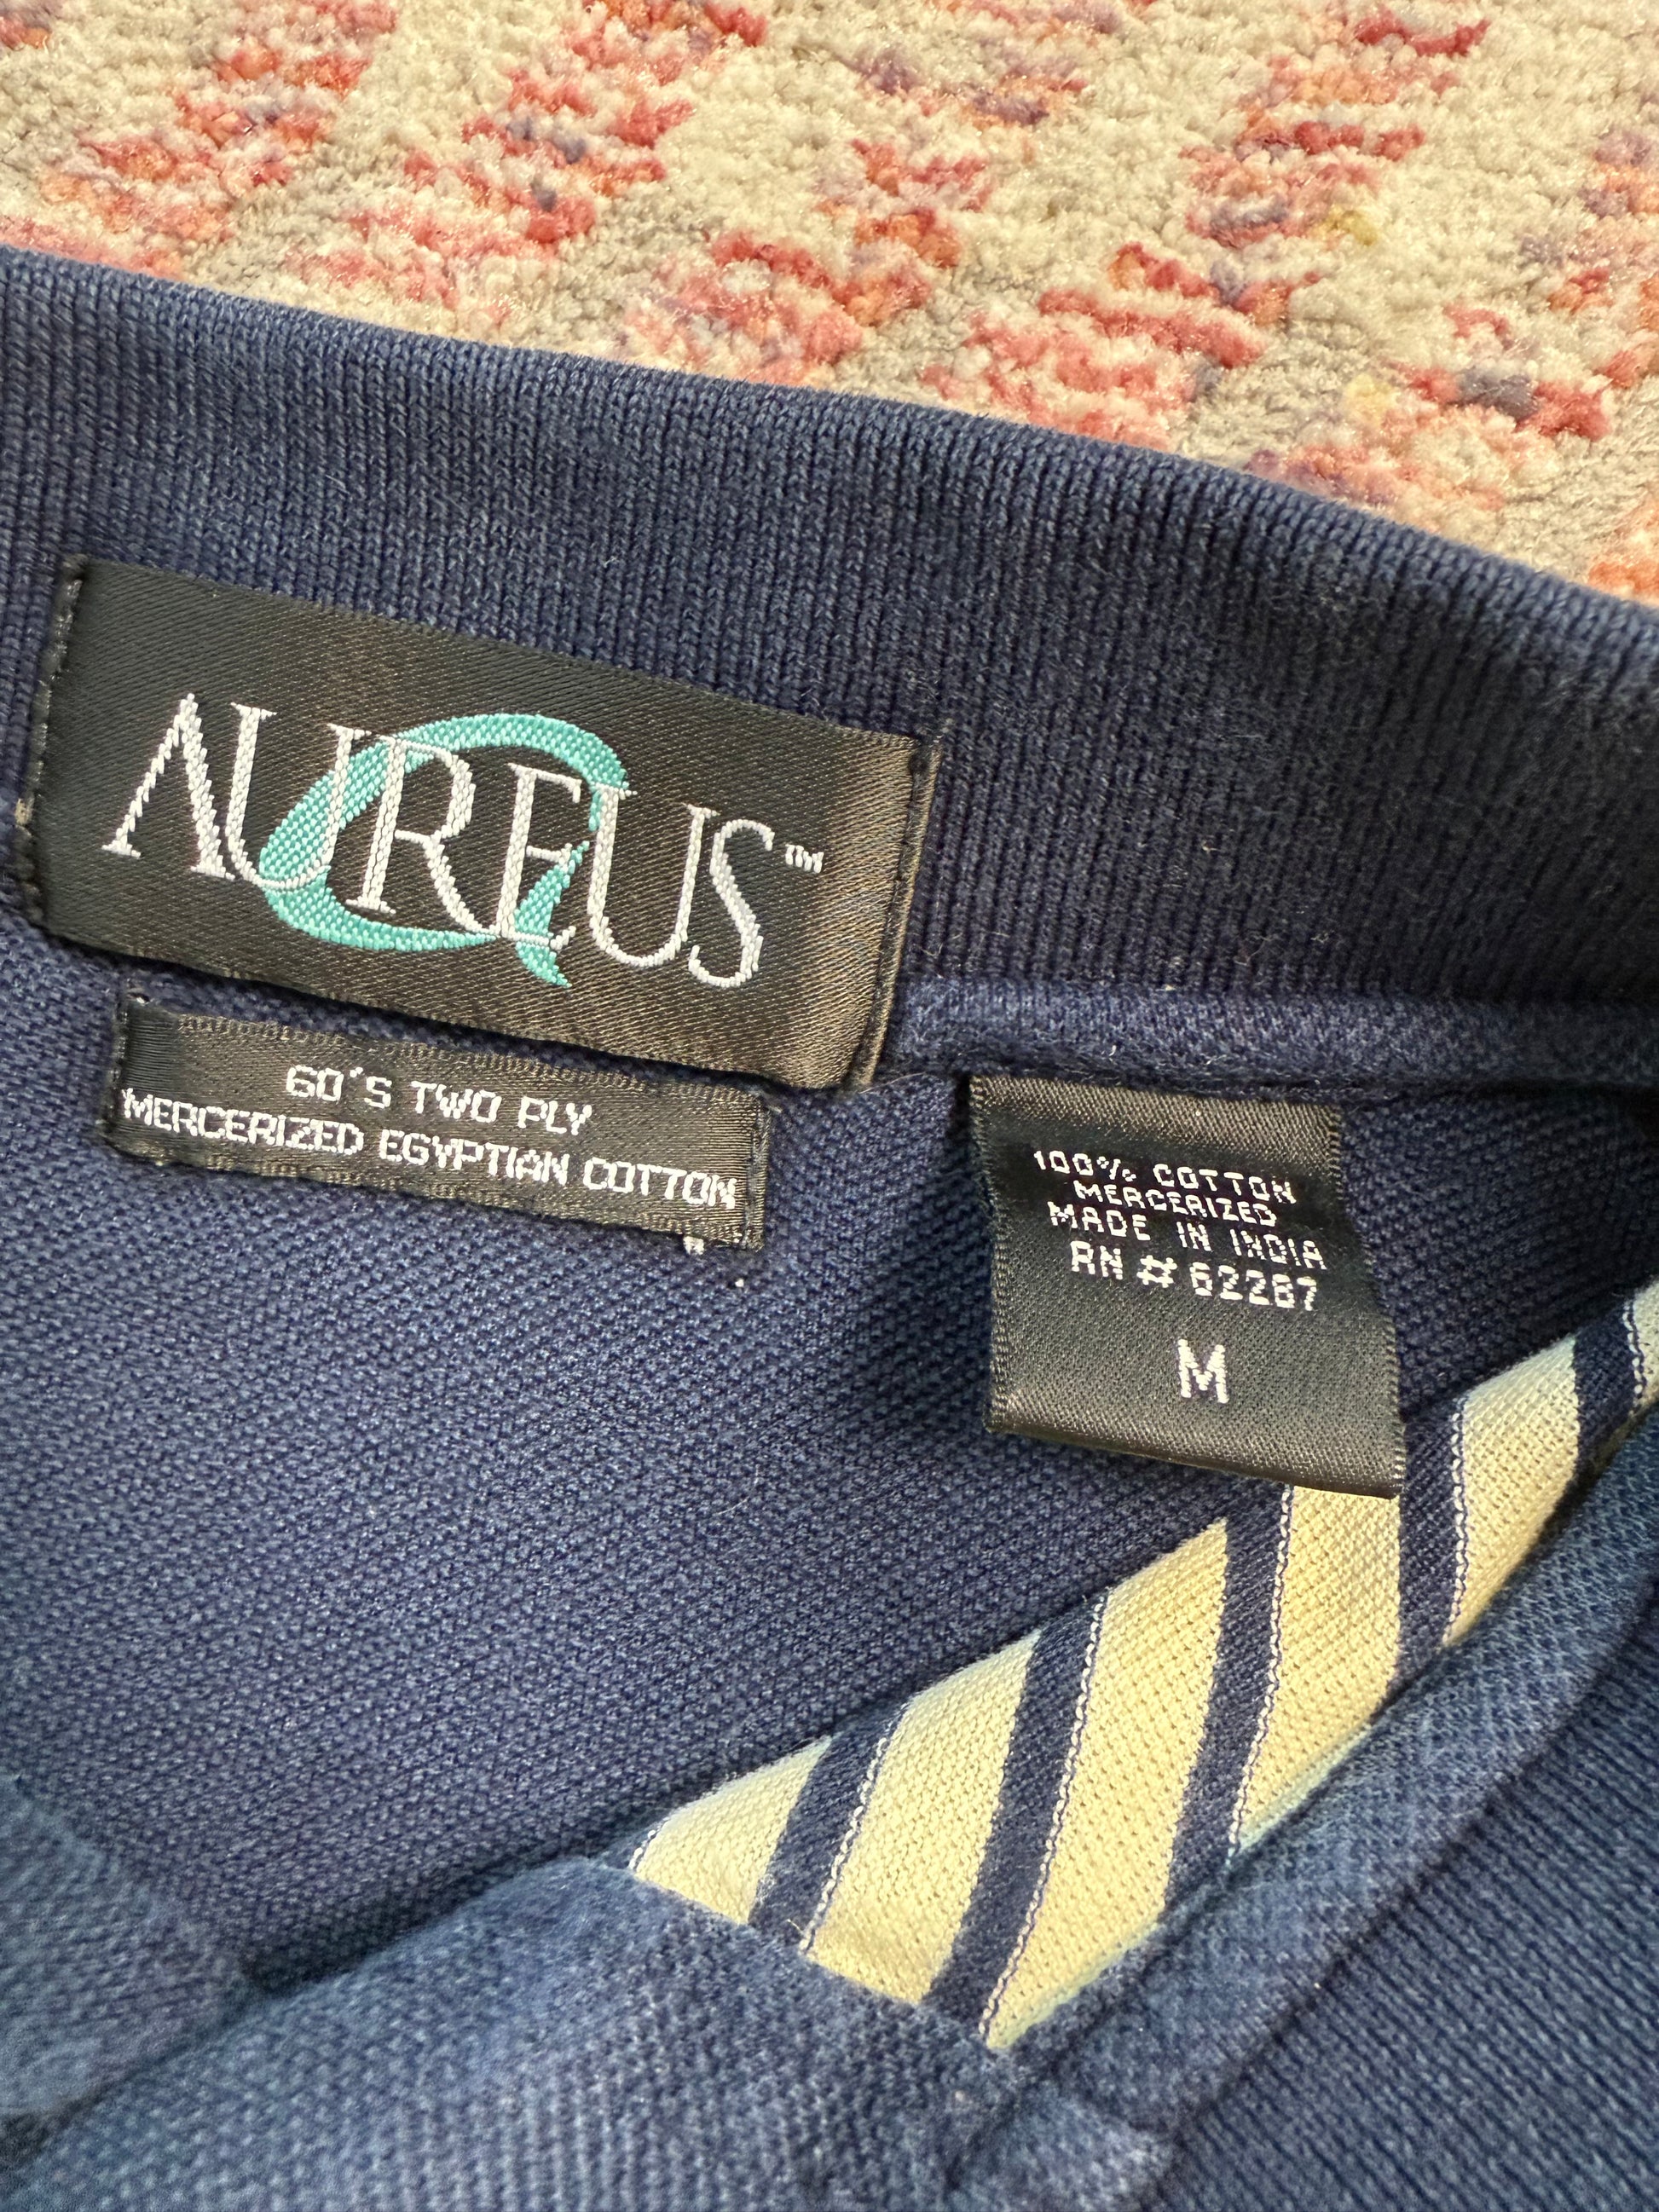 AUREUS™
60'S TWO PLY
MERCERIZED EGYPTIAN COTTON
100% COTTON
MERCERIZED
MADE IN INDIA
RN # 62287
M